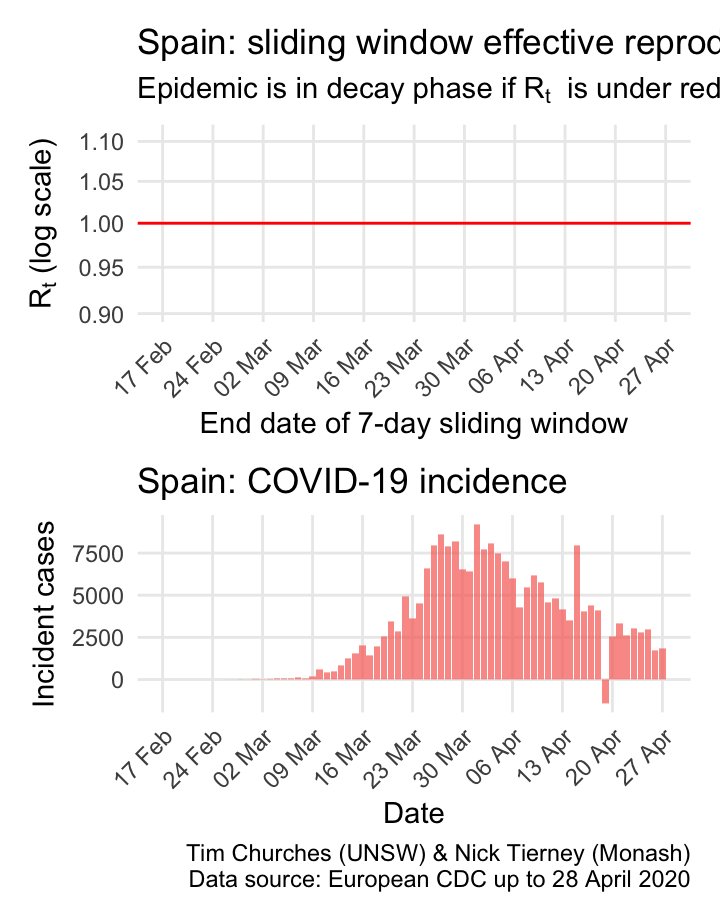 Spain: sliding window effective reprod
Epidemic is in decay phase if Rₜ is under red
1.10
1.05
1.00
0.95
0.90
Rₜ (log scale)
17 Feb
24 Feb
02 Mar
09 Mar
16 Mar
23 Mar
30 Mar
06 Apr
13 Apr
20 Apr
27 Apr
End date of 7-day sliding window
Spain: COVID-19 incidence
7500
5000
2500
0
Incident cases
17 Feb
24 Feb
02 Mar
09 Mar
16 Mar
23 Mar
30 Mar
06 Apr
13 Apr
20 Apr
27 Apr
Date
Tim Churches (UNSW) & Nick Tierney (Monash)
Data source: European CDC up to 28 April 2020